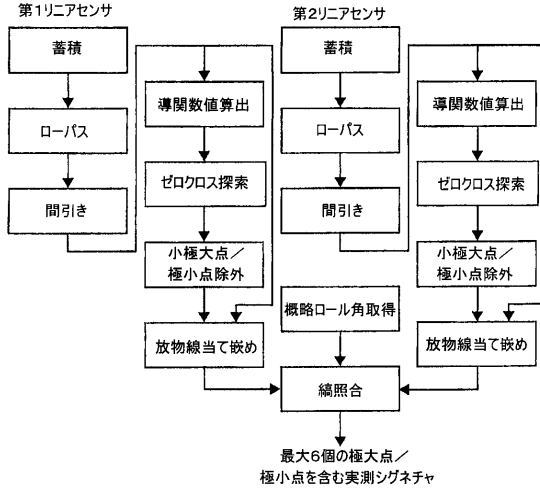 第1リニアセンサ
蓄積
ローパス
間引き
導関数値算出
ゼロクロス探索
小極大点／
極小点除外
放物線当て嵌め
第2リニアセンサ
蓄積
ローパス
間引き
導関数値算出
ゼロクロス探索
小極大点／
極小点除外
放物線当て嵌め
概略ロール角取得
縞照合
最大6個の極大点／
極小点を含む実測シグネチャ